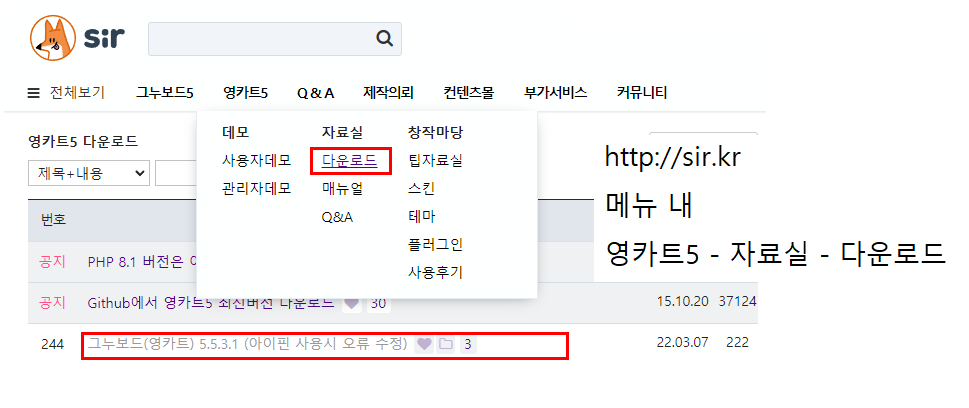 sir
전체보기 그누보드5 영카트5 Q & A 제작의뢰 컨텐츠몰 부가서비스 커뮤니티
영카트5 다운로드
제목+내용
데모
사용자데모
관리자데모
자료실
다운로드
매뉴얼
Q&A
창작마당
팁자료실
스킨
테마
플러그인
사용후기
http://sir.kr
메뉴 내
영카트5 - 자료실 - 다운로드
번호
공지 PHP 8.1 버전은
공지 Github에서 영카트5 최신버전 다운로드 30 15.10.20 37124
244 그누보드(영카트) 5.5.3.1 (아이핀 사용시 오류 수정) 3 22.03.07 222